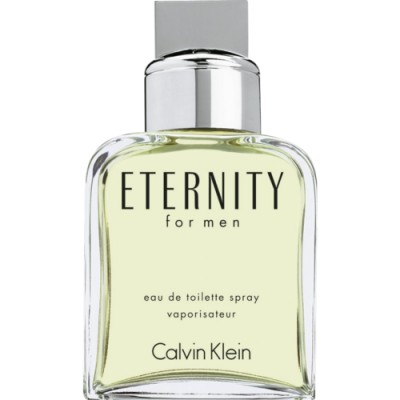 ETERNITY
for men
eau de toilette spray
vaporisateur
Calvin Klein